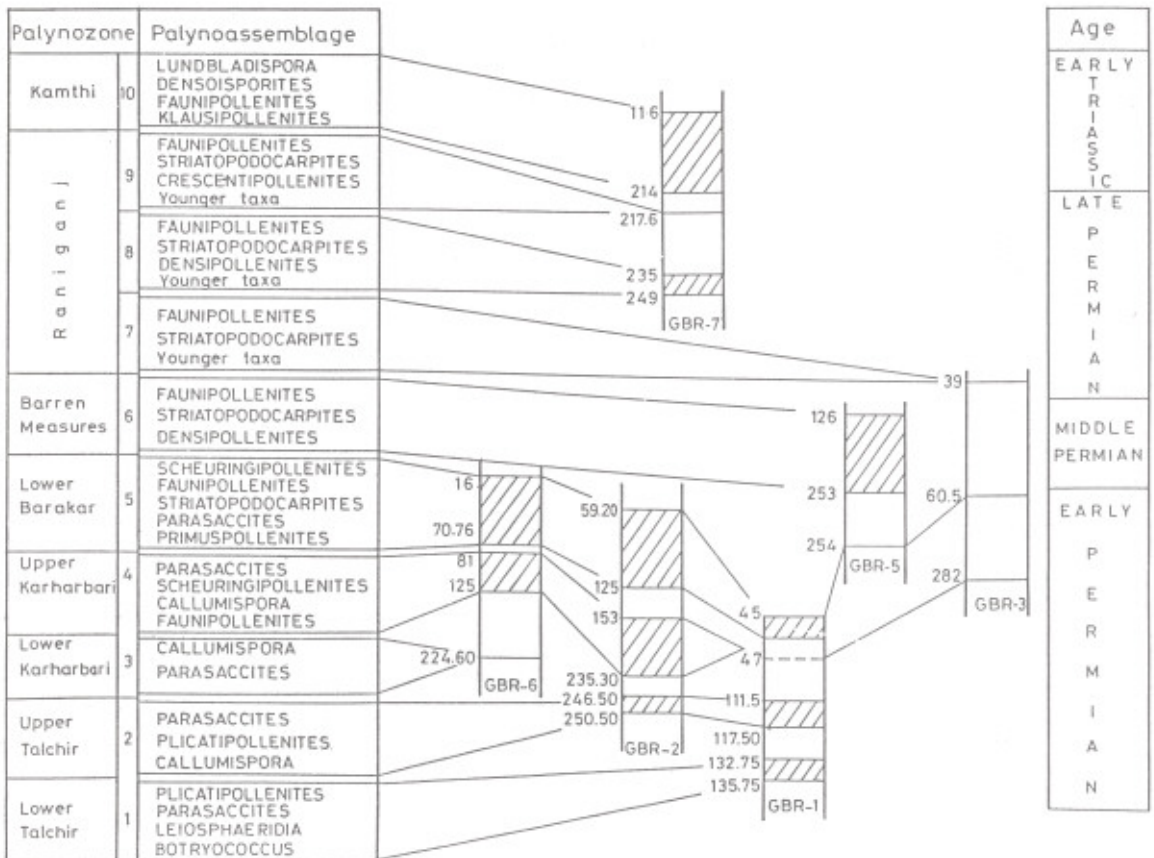 Palynozone Palynoassemblage
Kamthi 10
LUNDBLADISPORA
DENSOISPORITES
FAUNIPOLLENITES
KLAUSIPOLLENITES
Raniganj
9
FAUNIPOLLENITES
STRIATOPODOCARPITES
CRESCENTIPOLLENITES
Younger taxa
8
FAUNIPOLLENITES
STRIATOPODOCARPITES
DENSIPOLLENITES
Younger taxa
7
FAUNIPOLLENITES
STRIATOPODOCARPITES
Younger taxa
Barren
Measures
6
FAUNIPOLLENITES
STRIATOPODOCARPITES
DENSIPOLLENITES
Lower
Barakar
5
SCHEURINGIPOLLENITES
FAUNIPOLLENITES
STRIATOPODOCARPITES
PARASACCITES
PRIMUSPOLLENITES
Upper
Karharbari
4
PARASACCITES
SCHEURINGIPOLLENITES
CALLUMISPORA
FAUNIPOLLENITES
Lower
Karharbari
3
CALLUMISPORA
PARASACCITES
Upper
Talchir
2
PARASACCITES
PLICATIPOLLENITES
CALLUMISPORA
Lower
Talchir
1
PLICATIPOLLENITES
PARASACCITES
LEIOSPHAERIDIA
BOTRYOCOCCUS
16
70.76
81
125
224.60
GBR-6
59.20
125
153
235.30
246.50
250.50
GBR-2
116
214
217.6
235
249
GBR-7
45
47
111.5
117.50
132.75
135.75
GBR-1
126
253
254
GBR-5
39
60.5
282
GBR-3
Age
EARLY
TRIASSIC
LATE
PERMIAN
MIDDLE
PERMIAN
EARLY
PERMIAN